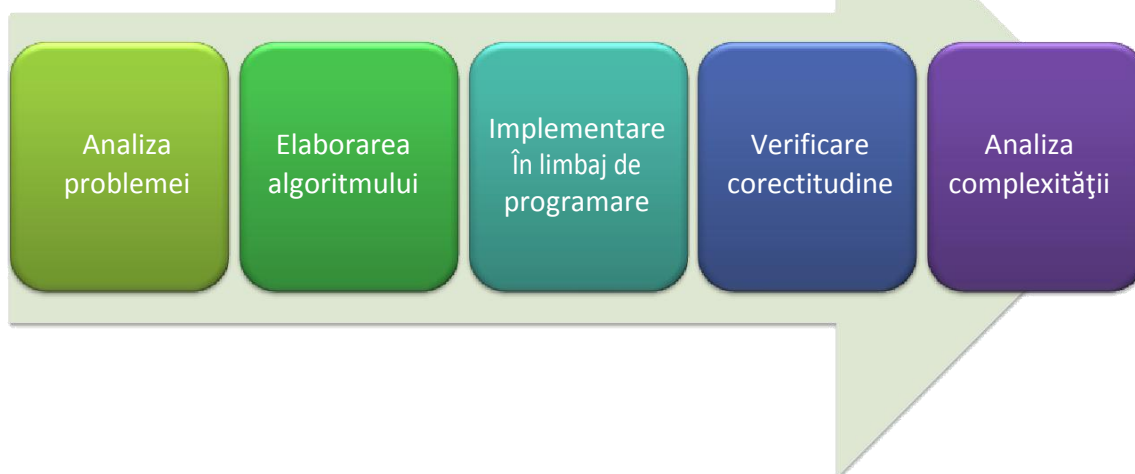 Analiza
problemei
Elaborarea
algoritmului
Implementare
În limbaj de
programare
Verificare
corectitudine
Analiza
complexităţii